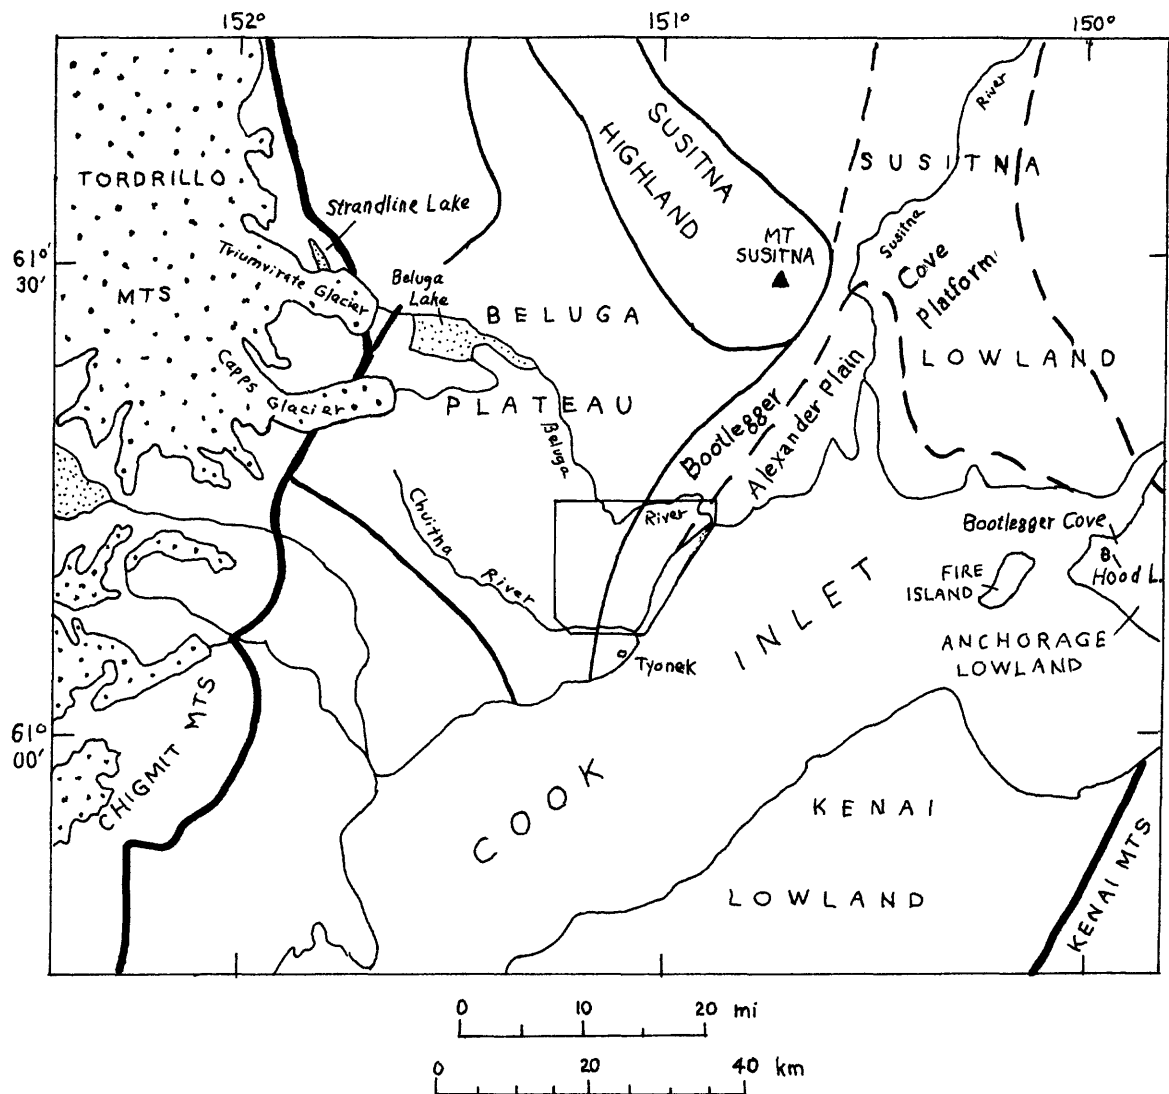 152° 151° 150°
SUSITNA
HIGHLAND
River
SUSITNA
TORDRILLO
Strandline Lake
Susitna
MT
SUSITNA
61°
30'
Triumvirate Glacier
Beluga
Lake
Cove
Platform
MTS
BELUGA
LOWLAND
Capps
Glacier
PLATEAU
Bootlegger
Alexander Plain
Beluga
Chuitna
River
River
Bootlegger Cove
B
Hood L.
FIRE
ISLAND
INLET
ANCHORAGE
LOWLAND
Tyonek
CHIGMIT MTS
61°
00'
COOK
KENAI
LOWLAND
KENAI MTS
0 10 20 mi
0 20 40 km